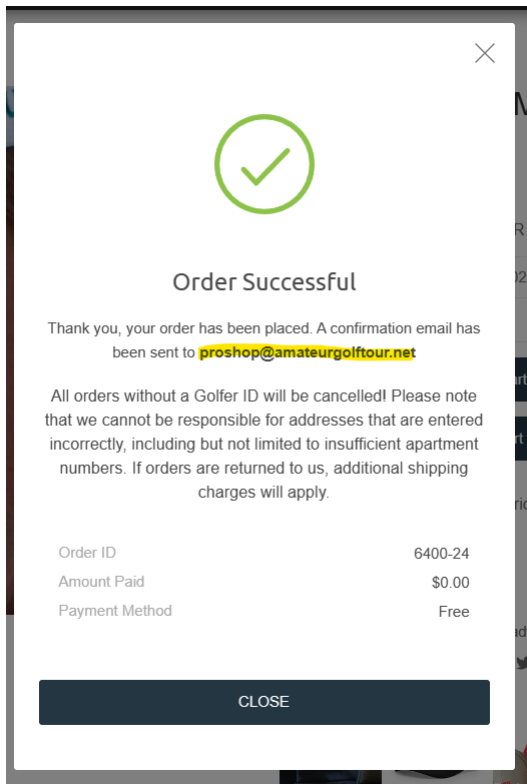 Order Successful
Thank you, your order has been placed. A confirmation email has
been sent to proshop@amateurgolftour.net
All orders without a Golfer ID will be cancelled! Please note
that we cannot be responsible for addresses that are entered
incorrectly, including but not limited to insufficient apartment
numbers. If orders are returned to us, additional shipping
charges will apply.
Order ID 6400-24
Amount Paid $0.00
Payment Method Free
CLOSE